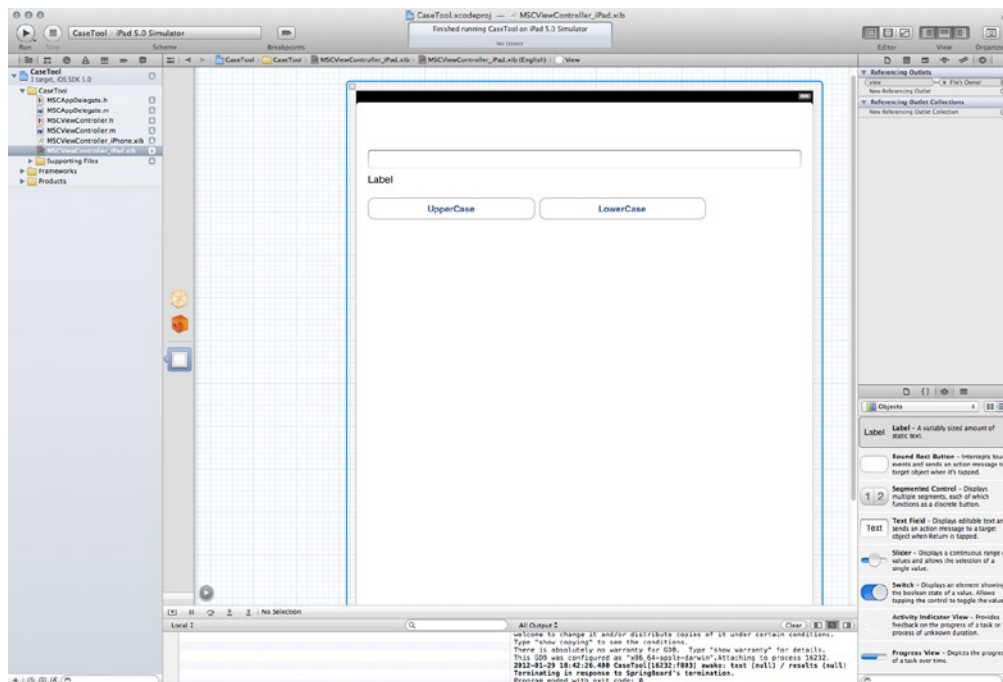 CaseTool.xcodeproj — MSCViewController_iPad.xib
Finished running CaseTool on iPad 5.0 Simulator
No Issues
CaseTool iPad 5.0 Simulator
Run Stop Scheme Breakpoints Editor View Organizer
CaseTool CaseTool MSCViewController_iPad.xib MSCViewController_iPad.xib (English) View
CaseTool
1 target, iOS SDK 5.0
CaseTool
MSCAppDelegate.h
MSCAppDelegate.m
MSCViewController.h
MSCViewController.m
MSCViewController_iPhone.xib
MSCViewController_iPad.xib
Supporting Files
Frameworks
Products
Label
UpperCase LowerCase
Referencing Outlets
view File's Owner
New Referencing Outlet
Referencing Outlet Collections
New Referencing Outlet Collection
Objects
Label
Label - A variably sized amount of
static text.
Round Rect Button - Intercepts tou
events and sends an action message t
target object when it's tapped.
1 2
Segmented Control - Displays
multiple segments, each of which
functions as a discrete button.
Text
Text Field - Displays editable text an
sends an action message to a target
object when Return is tapped.
Slider - Displays a continuous range
values and allows the selection of a
single value.
Switch - Displays an element showing
the boolean state of a value. Allows
tapping the control to toggle the value
Activity Indicator View - Provides
feedback on the progress of a task or
process of unknown duration.
Progress View - Depicts the progres
of a task over time.
No Selection
Local
All Output Clear
welcome to change it and/or distribute copies of it under certain conditions.
Type "show copying" to see the conditions.
There is absolutely no warranty for GDB. Type "show warranty" for details.
This GDB was configured as "x86_64-apple-darwin".Attaching to process 16232.
2012-01-29 18:42:26.400 CaseTool[16232:f803] awake: text (null) / results (null)
Terminating in response to SpringBoard's termination.
Program ended with exit code: 0